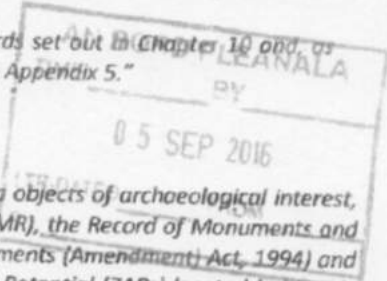 rds set out in Chapter 10 and, as
Appendix 5."
AN BORD PLEANALA
BY
05 SEP 2016
g objects of archaeological interest,
MR), the Record of Monuments and
ments (Amendment) Act, 1994) and